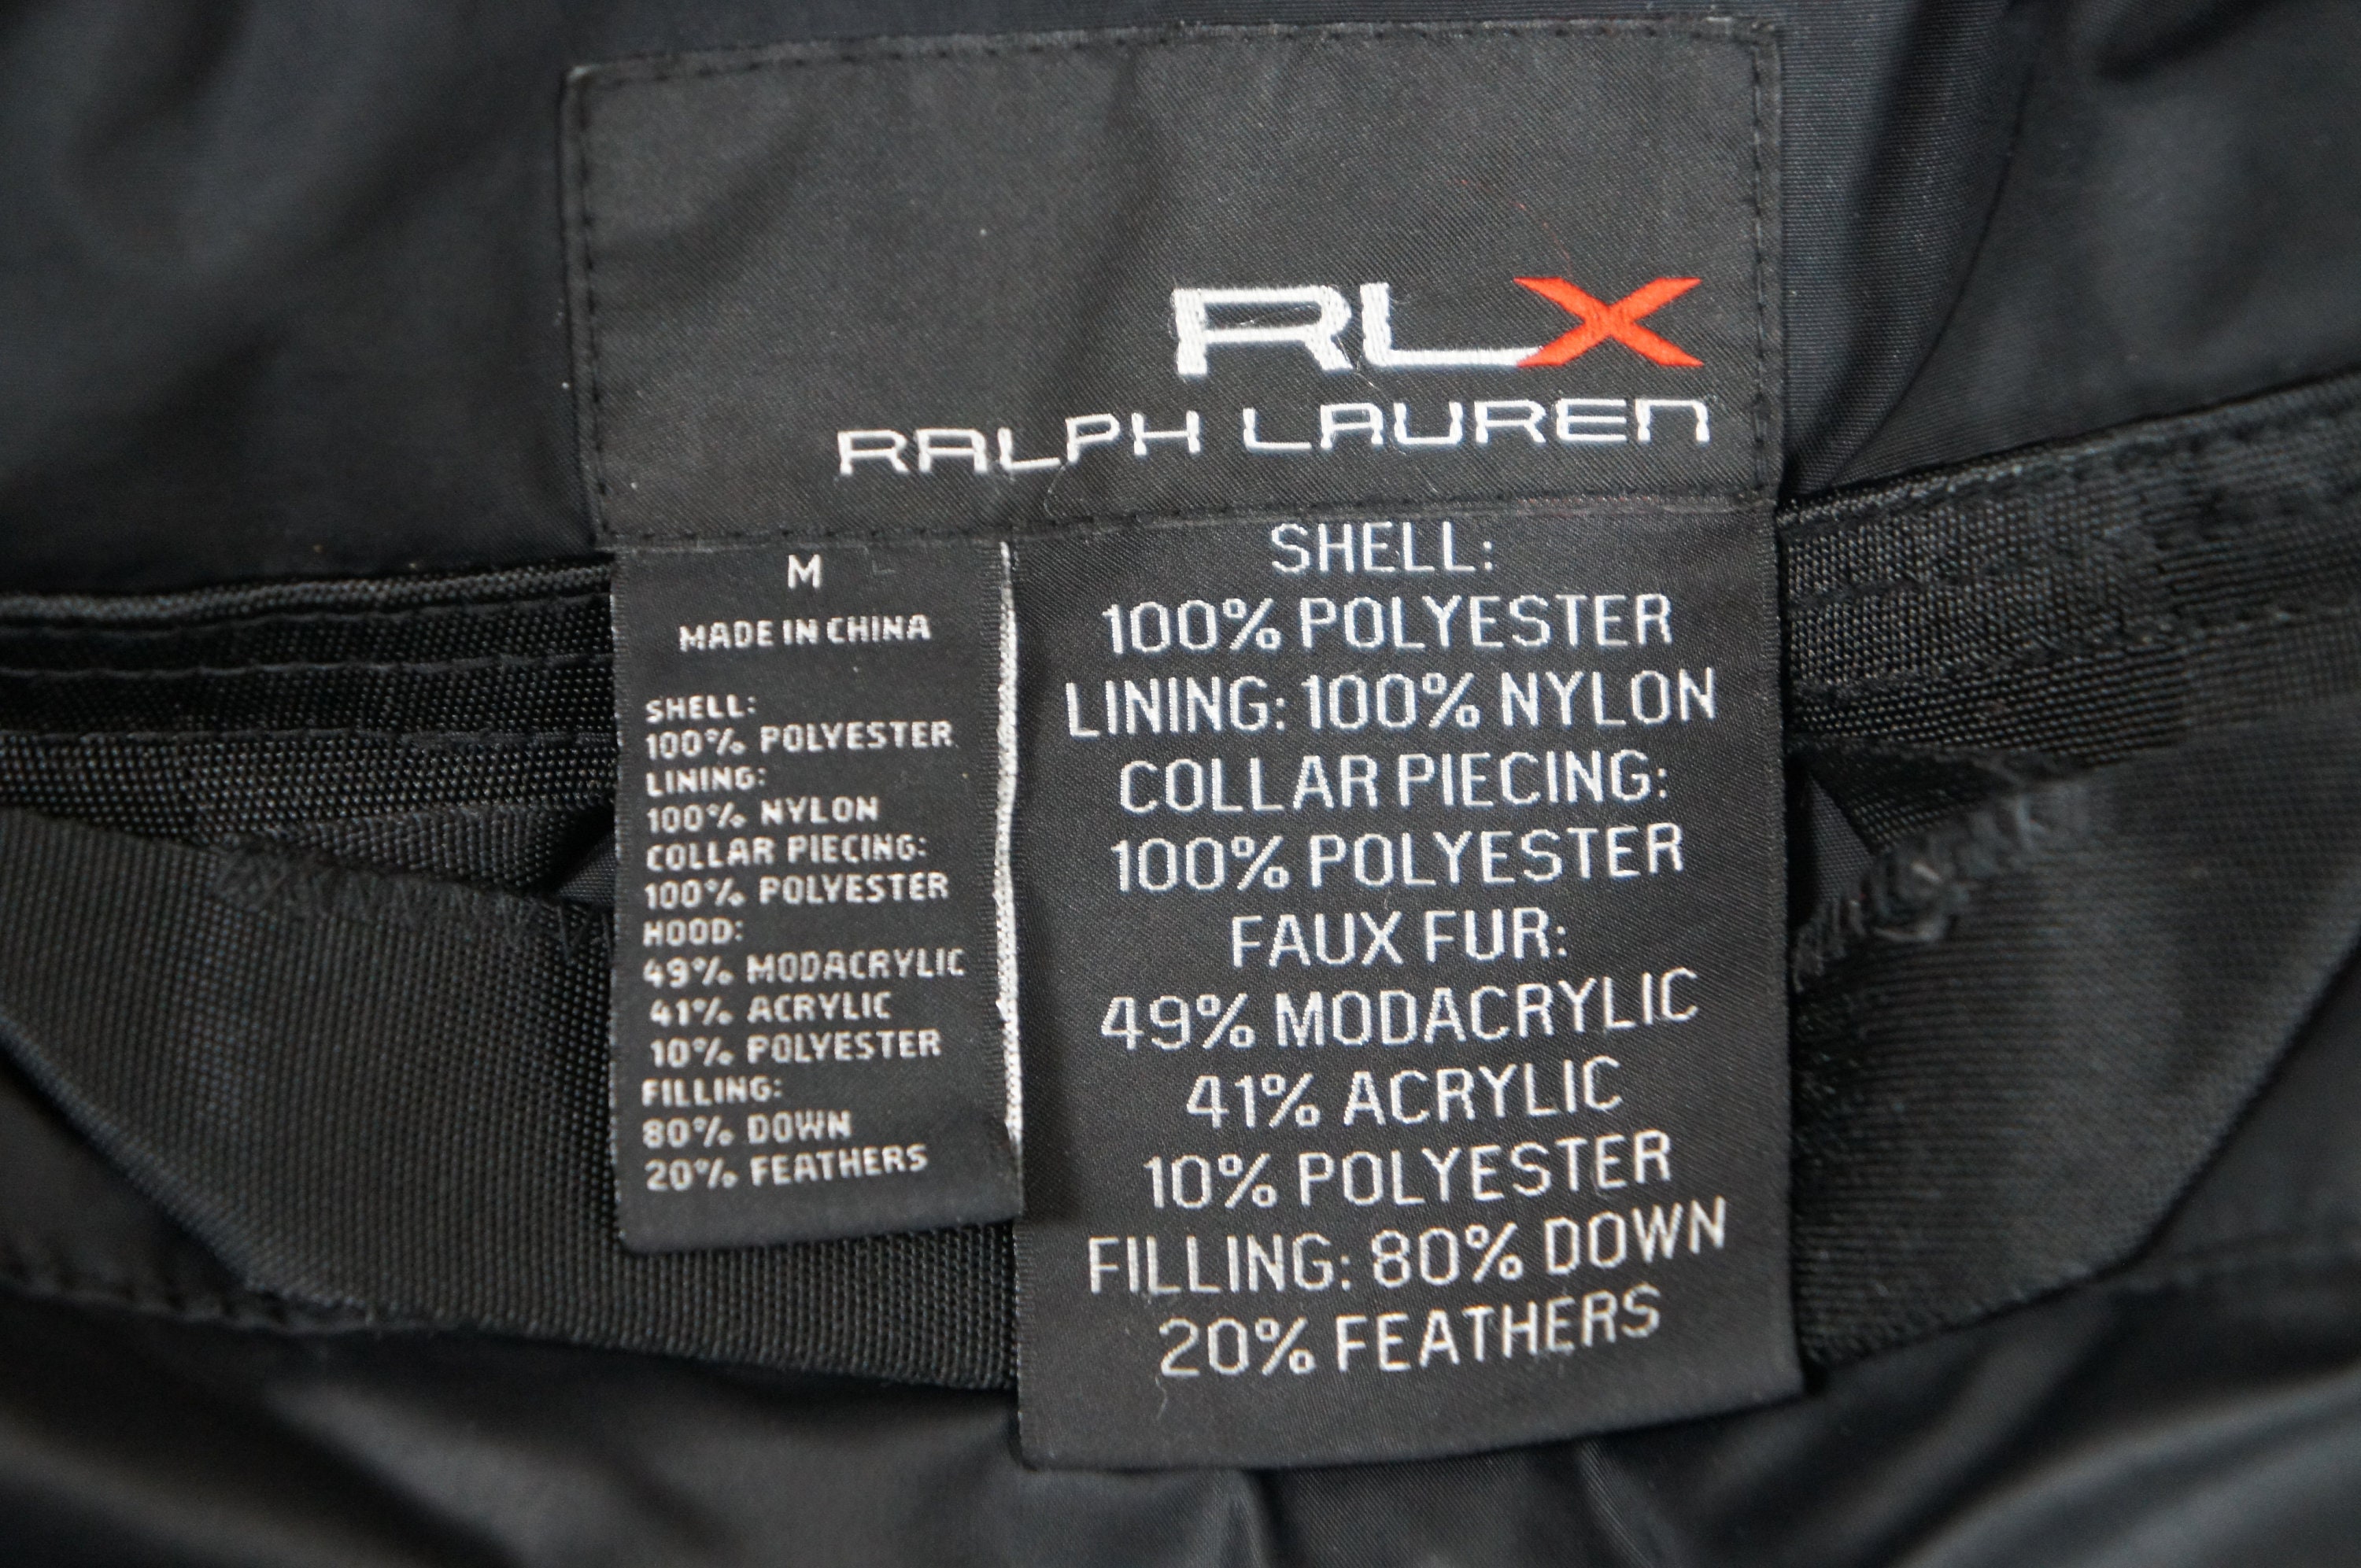 RLX
RALPH LAUREN
M
MADE IN CHINA
SHELL:
100% POLYESTER
LINING:
100% NYLON
COLLAR PIECING:
100% POLYESTER
HOOD:
49% MODACRYLIC
41% ACRYLIC
10% POLYESTER
FILLING:
80% DOWN
20% FEATHERS
SHELL:
100% POLYESTER
LINING: 100% NYLON
COLLAR PIECING:
100% POLYESTER
FAUX FUR:
49% MODACRYLIC
41% ACRYLIC
10% POLYESTER
FILLING: 80% DOWN
20% FEATHERS